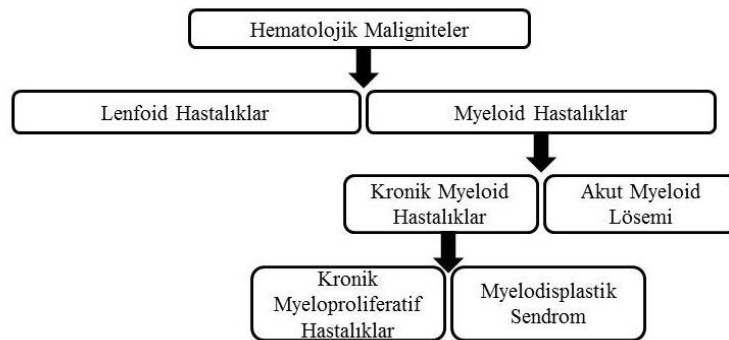 Hematolojik Maligniteler
Lenfoid Hastalıklar
Myeloid Hastalıklar
Kronik Myeloid
Hastalıklar
Akut Myeloid
Lösemi
Kronik
Myeloproliferatif
Hastalıklar
Myelodisplastik
Sendrom